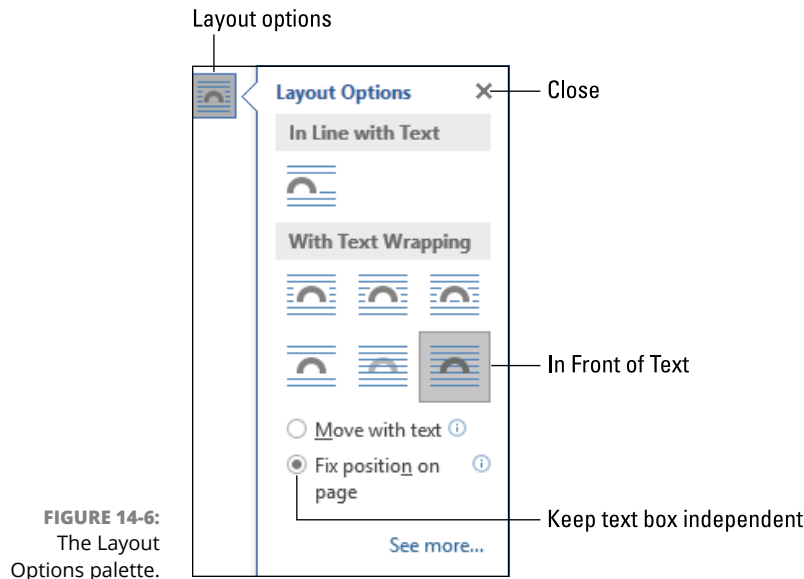 Layout options
Layout Options
Close
In Line with Text
With Text Wrapping
In Front of Text
Move with text
Fix position on
page
Keep text box independent
See more...
FIGURE 14-6:
The Layout
Options palette.